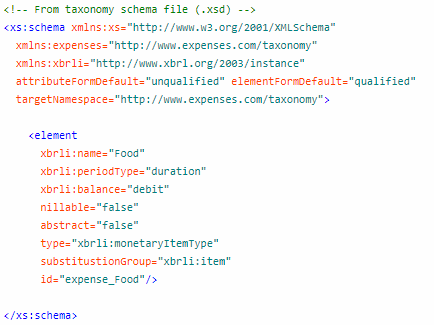 <!-- From taxonomy schema file (.xsd) -->
<xs:schema xmlns:xs="http://www.w3.org/2001/XMLSchema"
xmlns:expenses="http://www.expenses.com/taxonomy"
xmlns:xbrli="http://www.xbrl.org/2003/instance"
attributeFormDefault="unqualified" elementFormDefault="qualified"
targetNamespace="http://www.expenses.com/taxonomy">
<element
xbrli:name="Food"
xbrli:periodType="duration"
xbrli:balance="debit"
nillable="false"
abstract="false"
type="xbrli:monetaryItemType"
substitustionGroup="xbrli:item"
id="expense_Food"/>
</xs:schema>